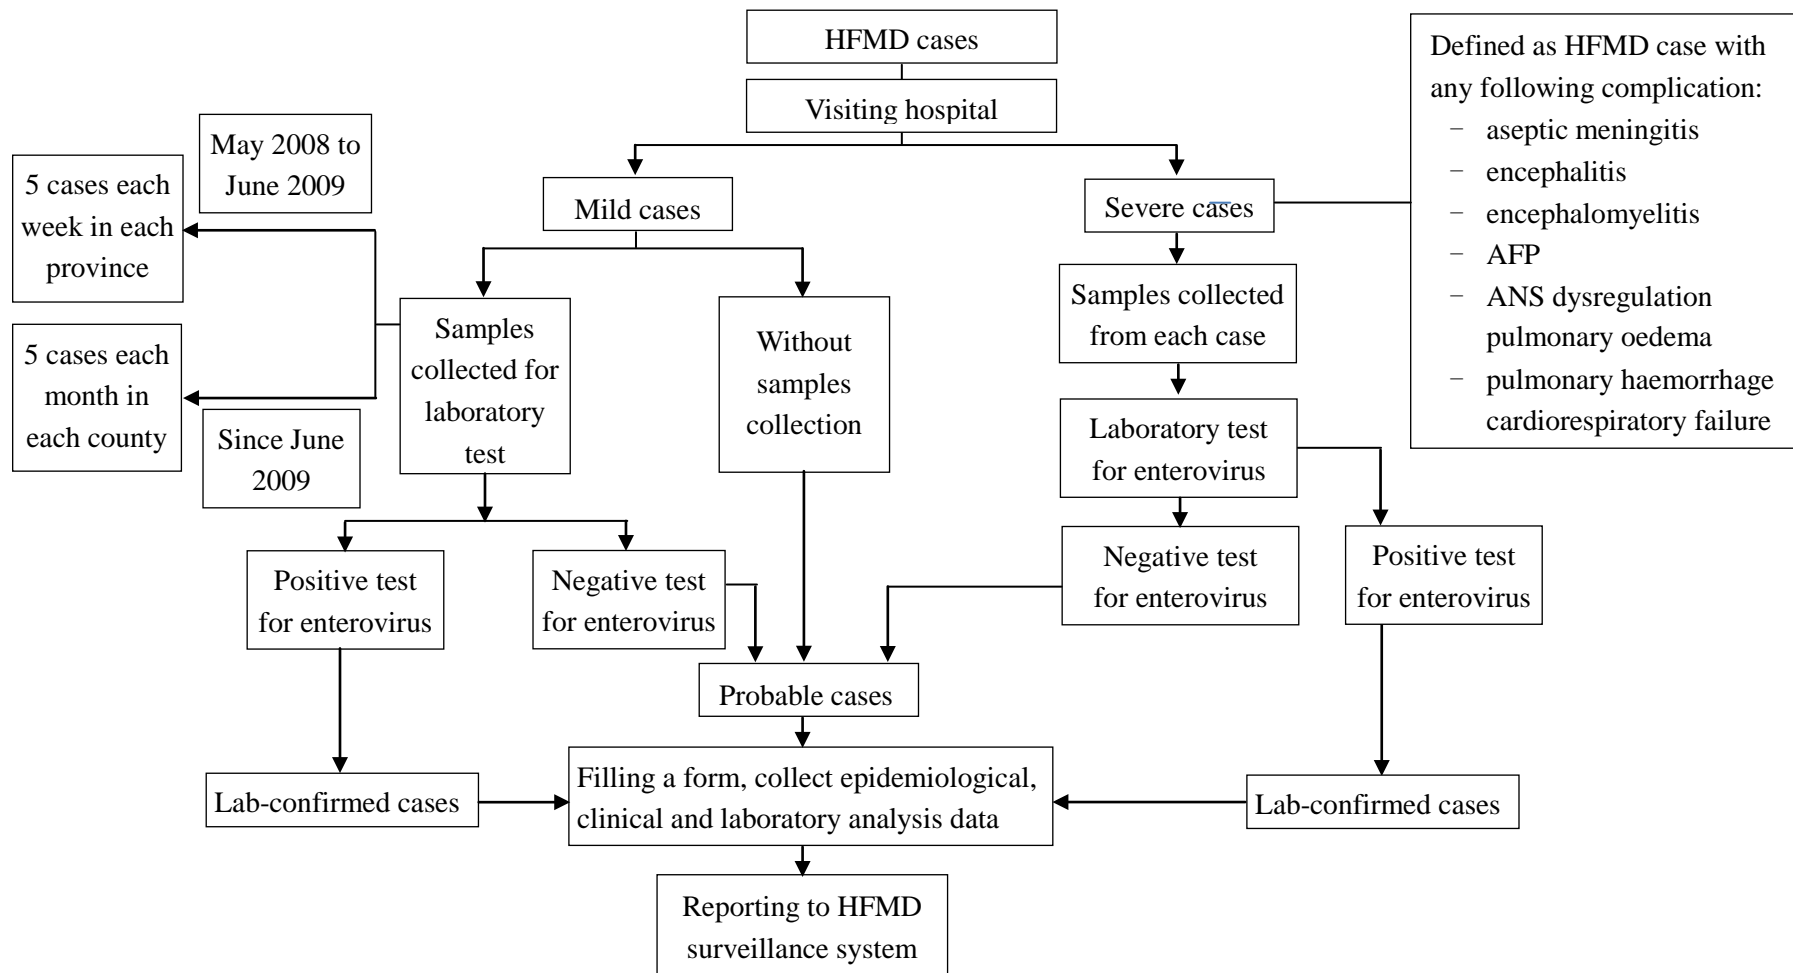 HFMD cases
Visiting hospital
Defined as HFMD case with
any following complication:
− aseptic meningitis
− encephalitis
− encephalomyelitis
− AFP
− ANS dysregulation
pulmonary oedema
− pulmonary haemorrhage
cardiorespiratory failure
May 2008 to
June 2009
5 cases each
week in each
province
Mild cases
Severe cases
5 cases each
month in
each county
Since June
2009
Samples
collected for
laboratory
test
Without
samples
collection
Samples collected
from each case
Laboratory test
for enterovirus
Positive test
for enterovirus
Negative test
for enterovirus
Negative test
for enterovirus
Positive test
for enterovirus
Probable cases
Lab-confirmed cases
Filling a form, collect epidemiological,
clinical and laboratory analysis data
Lab-confirmed cases
Reporting to HFMD
surveillance system